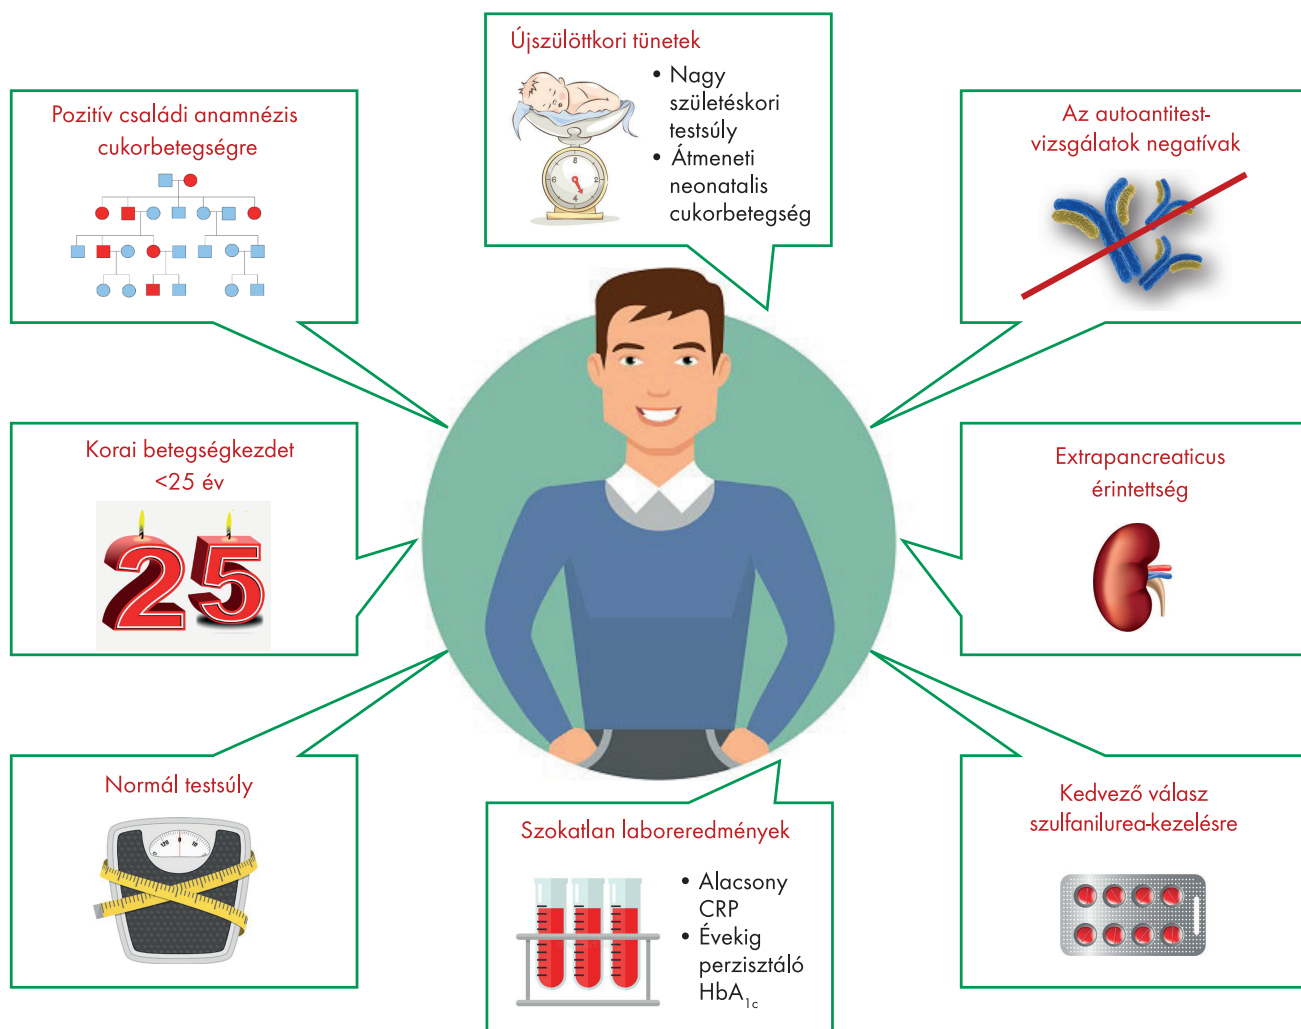 Újszülöttkori tünetek
• Nagy
születéskori
testsúly
• Átmeneti
neonatalis
cukorbetegség
Pozitív családi anamnézis
cukorbetegségre
Az autoantitest-
vizsgálatok negatívak
Korai betegségkezdet
<25 év
25
Extrapancreaticus
érintettség
Normál testsúly
Szokatlan laboreredmények
• Alacsony
CRP
• Évekig
perzisztáló
HbA1c
Kedvező válasz
szulfanilurea-kezelésre